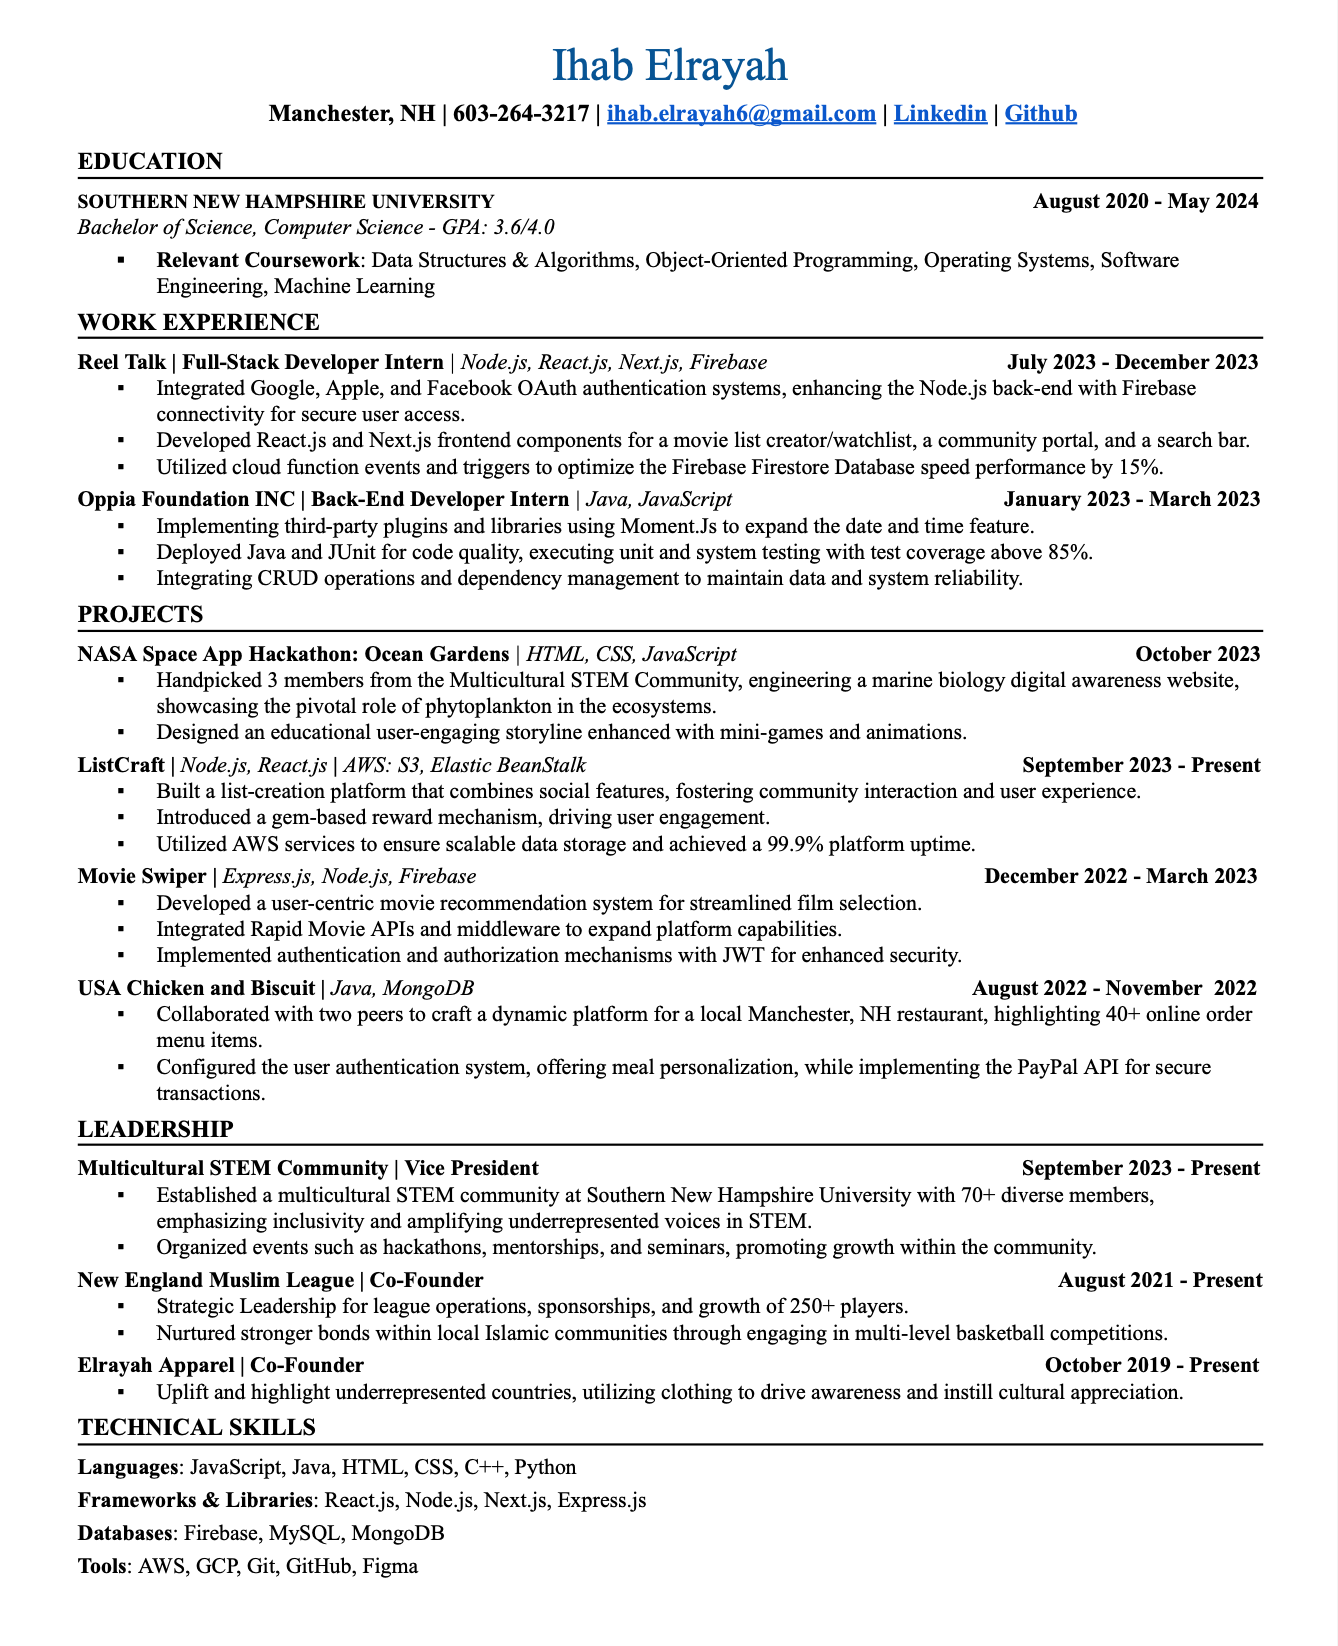 Ihab Elrayah
Manchester, NH | 603-264-3217 | ihab.elrayah6@gmail.com | Linkedin | Github
EDUCATION
SOUTHERN NEW HAMPSHIRE UNIVERSITY August 2020 - May 2024
Bachelor of Science, Computer Science - GPA: 3.6/4.0
▪ Relevant Coursework: Data Structures & Algorithms, Object-Oriented Programming, Operating Systems, Software
Engineering, Machine Learning
WORK EXPERIENCE
Reel Talk | Full-Stack Developer Intern | Node.js, React.js, Next.js, Firebase July 2023 - December 2023
▪ Integrated Google, Apple, and Facebook OAuth authentication systems, enhancing the Node.js back-end with Firebase
connectivity for secure user access.
▪ Developed React.js and Next.js frontend components for a movie list creator/watchlist, a community portal, and a search bar.
▪ Utilized cloud function events and triggers to optimize the Firebase Firestore Database speed performance by 15%.
Oppia Foundation INC | Back-End Developer Intern | Java, JavaScript January 2023 - March 2023
▪ Implementing third-party plugins and libraries using Moment.Js to expand the date and time feature.
▪ Deployed Java and JUnit for code quality, executing unit and system testing with test coverage above 85%.
▪ Integrating CRUD operations and dependency management to maintain data and system reliability.
PROJECTS
NASA Space App Hackathon: Ocean Gardens | HTML, CSS, JavaScript October 2023
▪ Handpicked 3 members from the Multicultural STEM Community, engineering a marine biology digital awareness website,
showcasing the pivotal role of phytoplankton in the ecosystems.
▪ Designed an educational user-engaging storyline enhanced with mini-games and animations.
ListCraft | Node.js, React.js | AWS: S3, Elastic BeanStalk September 2023 - Present
▪ Built a list-creation platform that combines social features, fostering community interaction and user experience.
▪ Introduced a gem-based reward mechanism, driving user engagement.
▪ Utilized AWS services to ensure scalable data storage and achieved a 99.9% platform uptime.
Movie Swiper | Express.js, Node.js, Firebase December 2022 - March 2023
▪ Developed a user-centric movie recommendation system for streamlined film selection.
▪ Integrated Rapid Movie APIs and middleware to expand platform capabilities.
▪ Implemented authentication and authorization mechanisms with JWT for enhanced security.
USA Chicken and Biscuit | Java, MongoDB August 2022 - November 2022
▪ Collaborated with two peers to craft a dynamic platform for a local Manchester, NH restaurant, highlighting 40+ online order
menu items.
▪ Configured the user authentication system, offering meal personalization, while implementing the PayPal API for secure
transactions.
LEADERSHIP
Multicultural STEM Community | Vice President September 2023 - Present
▪ Established a multicultural STEM community at Southern New Hampshire University with 70+ diverse members,
emphasizing inclusivity and amplifying underrepresented voices in STEM.
▪ Organized events such as hackathons, mentorships, and seminars, promoting growth within the community.
New England Muslim League | Co-Founder August 2021 - Present
▪ Strategic Leadership for league operations, sponsorships, and growth of 250+ players.
▪ Nurtured stronger bonds within local Islamic communities through engaging in multi-level basketball competitions.
Elrayah Apparel | Co-Founder October 2019 - Present
▪ Uplift and highlight underrepresented countries, utilizing clothing to drive awareness and instill cultural appreciation.
TECHNICAL SKILLS
Languages: JavaScript, Java, HTML, CSS, C++, Python
Frameworks & Libraries: React.js, Node.js, Next.js, Express.js
Databases: Firebase, MySQL, MongoDB
Tools: AWS, GCP, Git, GitHub, Figma